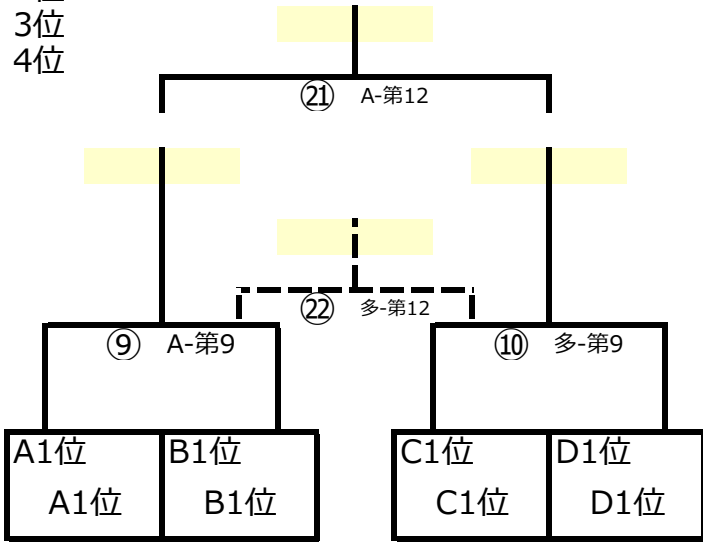 3位
4位
㉑ A-第12
㉒ 多-第12
⑨ A-第9
⑩ 多-第9
A1位 B1位 C1位 D1位
A1位 B1位 C1位 D1位